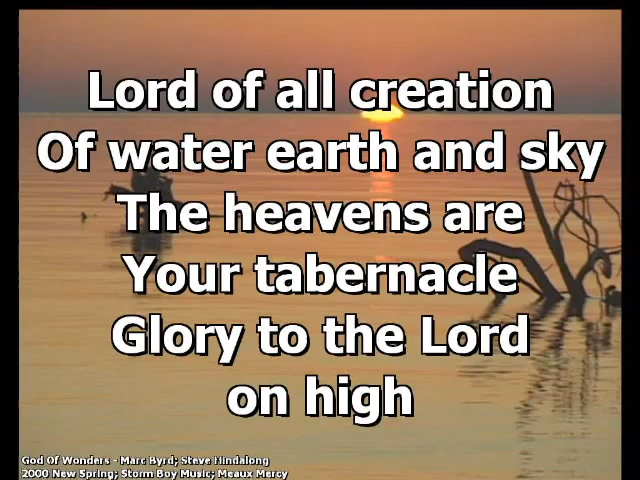 Lord of all creation
Of water earth and sky
The heavens are
Your tabernacle
Glory to the Lord
on high
God Of Wonders - Marc Byrd; Steve Hindalong
2000 New Spring; Storm Boy Music; Meaux Mercy